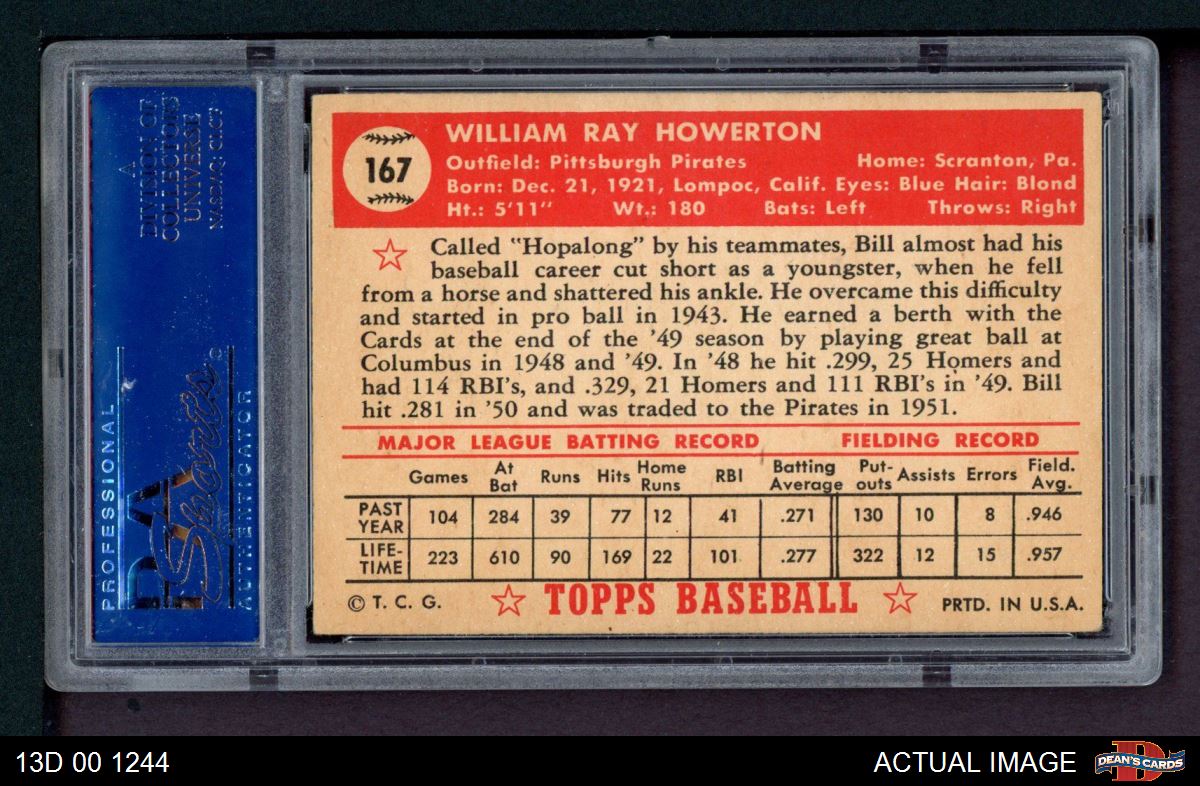 A
DIVISION OF
COLLECTORS
UNIVERSE
NASDAQ: CLCT
PROFESSIONAL
PSA
Sports
AUTHENTICATOR
167
WILLIAM RAY HOWERTON
Outfield: Pittsburgh Pirates Home: Scranton, Pa.
Born: Dec. 21, 1921, Lompoc, Calif. Eyes: Blue Hair: Blond
Ht.: 5'11" Wt.: 180 Bats: Left Throws: Right
Called "Hopalong" by his teammates, Bill almost had his
baseball career cut short as a youngster, when he fell
from a horse and shattered his ankle. He overcame this difficulty
and started in pro ball in 1943. He earned a berth with the
Cards at the end of the '49 season by playing great ball at
Columbus in 1948 and '49. In '48 he hit .299, 25 Homers and
had 114 RBI's, and .329, 21 Homers and 111 RBI's in '49. Bill
hit .281 in '50 and was traded to the Pirates in 1951.
MAJOR LEAGUE BATTING RECORD FIELDING RECORD
Games At Bat Runs Hits Home Runs RBI Batting Average Put-outs Assists Errors Field. Avg.
PAST YEAR 104 284 39 77 12 41 .271 130 10 8 .946
LIFE-TIME 223 610 90 169 22 101 .277 322 12 15 .957
© T. C. G. TOPPS BASEBALL PRTD. IN U.S.A.
13D 00 1244 ACTUAL IMAGE D DEAN'S CARDS